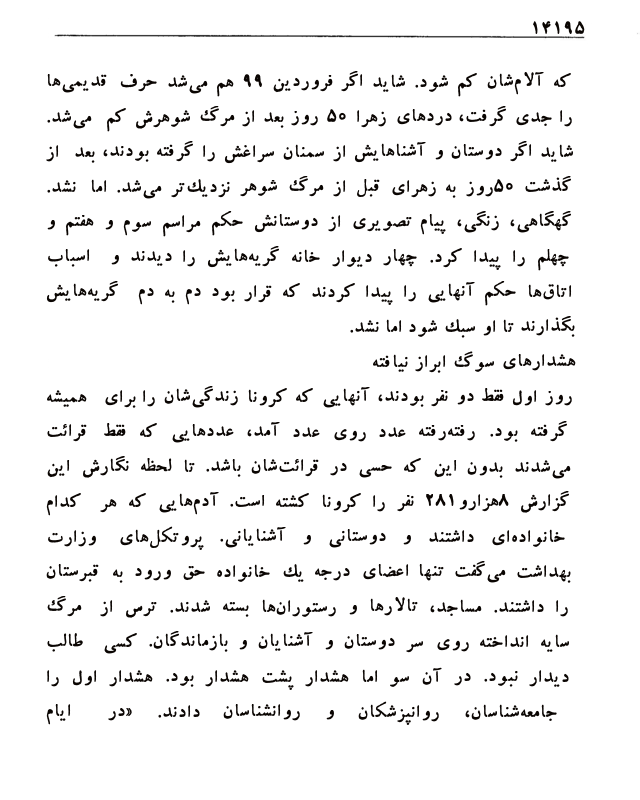 ۱۴۱۹۵
که آلام‌شان کم شود. شاید اگر فروردین ۹۹ هم می‌شد حرف قدیمی‌ها
را جدی گرفت، دردهای زهرا ۵۰ روز بعد از مرگ شوهرش کم می‌شد.
شاید اگر دوستان و آشناهایش از سمنان سراغش را گرفته بودند، بعد از
گذشت ۵۰روز به زهرای قبل از مرگ شوهر نزدیك‌تر می‌شد. اما نشد.
گهگاهی، زنگی، پیام تصویری از دوستانش حکم مراسم سوم و هفتم و
چهلم را پیدا کرد. چهار دیوار خانه گریه‌هایش را دیدند و اسباب
اتاق‌ها حکم آنهایی را پیدا کردند که قرار بود دم به دم گریه‌هایش
بگذارند تا او سبك شود اما نشد.
هشدارهای سوگ ابراز نیافته
روز اول فقط دو نفر بودند، آنهایی که کرونا زندگی‌شان را برای همیشه
گرفته بود. رفته‌رفته عدد روی عدد آمد، عددهایی که فقط قرائت
می‌شدند بدون این که حسی در قرائت‌شان باشد. تا لحظه نگارش این
گزارش ۸هزارو۲۸۱ نفر را کرونا کشته است. آدم‌هایی که هر کدام
خانواده‌ای داشتند و دوستانی و آشنایانی. پروتکل‌های وزارت
بهداشت می‌گفت تنها اعضای درجه یك خانواده حق ورود به قبرستان
را داشتند. مساجد، تالارها و رستوران‌ها بسته شدند. ترس از مرگ
سایه انداخته روی سر دوستان و آشنایان و بازماندگان. کسی طالب
دیدار نبود. در آن سو اما هشدار پشت هشدار بود. هشدار اول را
جامعه‌شناسان، روانپزشکان و روانشناسان دادند. «در ایام